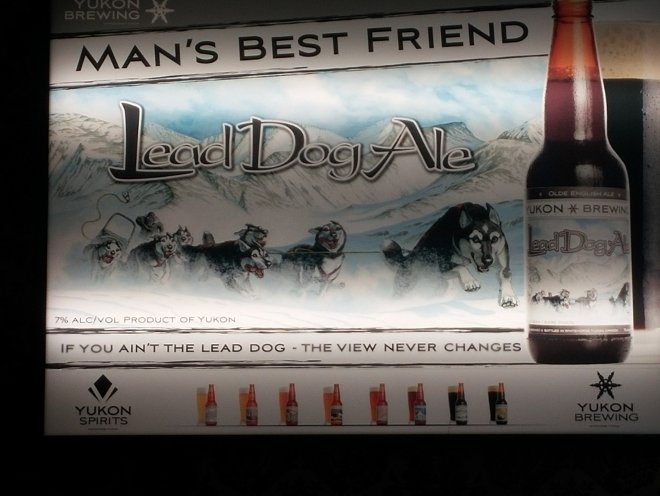 YUKON
BREWING
MAN'S BEST FRIEND
Lead Dog Ale
OLDE ENGLISH ALE
YUKON BREWING
Lead Dog Al
7% ALC/VOL PRODUCT OF YUKON
IF YOU AIN'T THE LEAD DOG - THE VIEW NEVER CHANGES
YUKON
SPIRITS
YUKON
BREWING